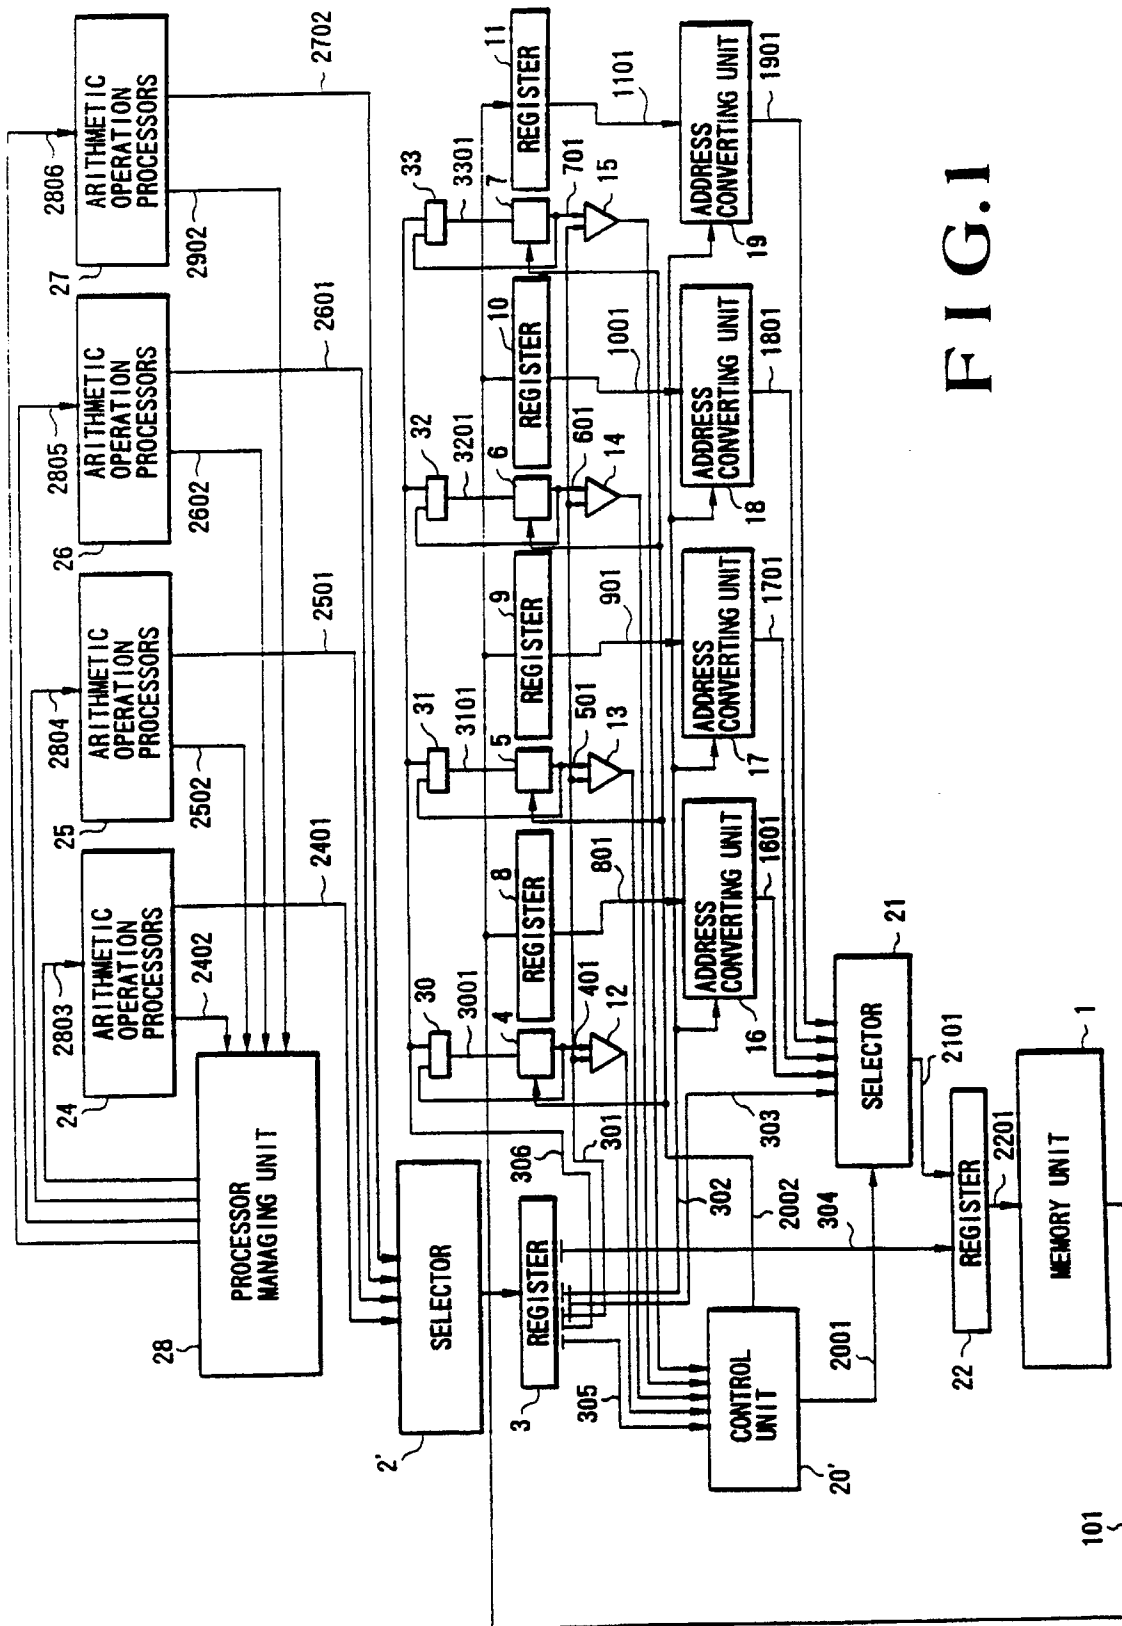 2806
2805
2804
2803
27
26
25
24
ARITHMETIC
OPERATION
PROCESSORS
ARITHMETIC
OPERATION
PROCESSORS
ARITHMETIC
OPERATION
PROCESSORS
ARITHMETIC
OPERATION
PROCESSORS
2702
2902
2601
2602
2501
2502
2401
2402
28
PROCESSOR
MANAGING UNIT
2'
SELECTOR
30
31
32
33
3001
3101
3201
3301
3
REGISTER
4
8
REGISTER
5
9
REGISTER
6
10
REGISTER
7
11
REGISTER
306
301
401
12
801
501
13
901
601
14
1001
701
15
1101
305
302
303
304
2002
16
ADDRESS
CONVERTING UNIT
17
ADDRESS
CONVERTING UNIT
18
ADDRESS
CONVERTING UNIT
19
ADDRESS
CONVERTING UNIT
1601
1701
1801
1901
20'
CONTROL
UNIT
2001
SELECTOR
21
2101
22
REGISTER
2201
MEMORY UNIT
1
101
FIG.1